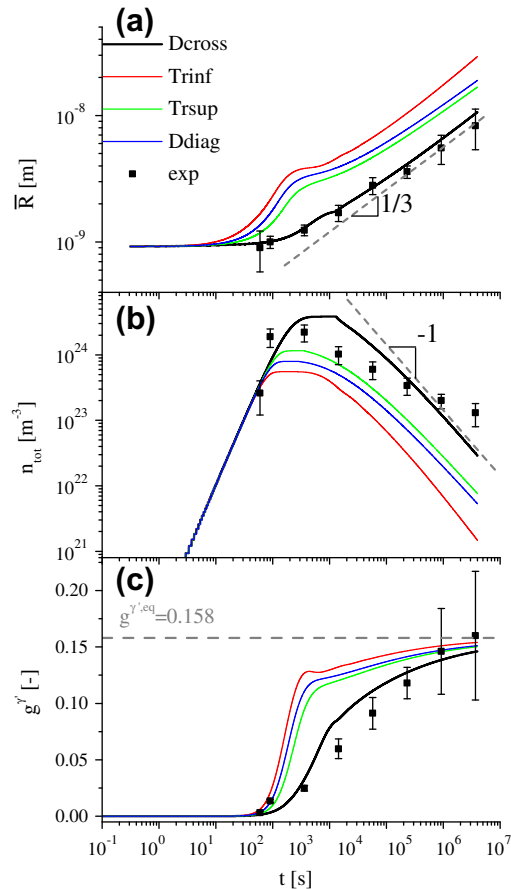 (a)
Dcross
Trinf
Trsup
Ddiag
exp
10⁻⁸
10⁻⁹
R̅ [m]
1/3
(b)
10²⁴
10²³
10²²
10²¹
n_tot [m⁻³]
-1
(c)
0.20
0.15
0.10
0.05
0.00
g^γ' [-]
g^γ',eq=0.158
10⁻¹ 10⁰ 10¹ 10² 10³ 10⁴ 10⁵ 10⁶ 10⁷
t [s]